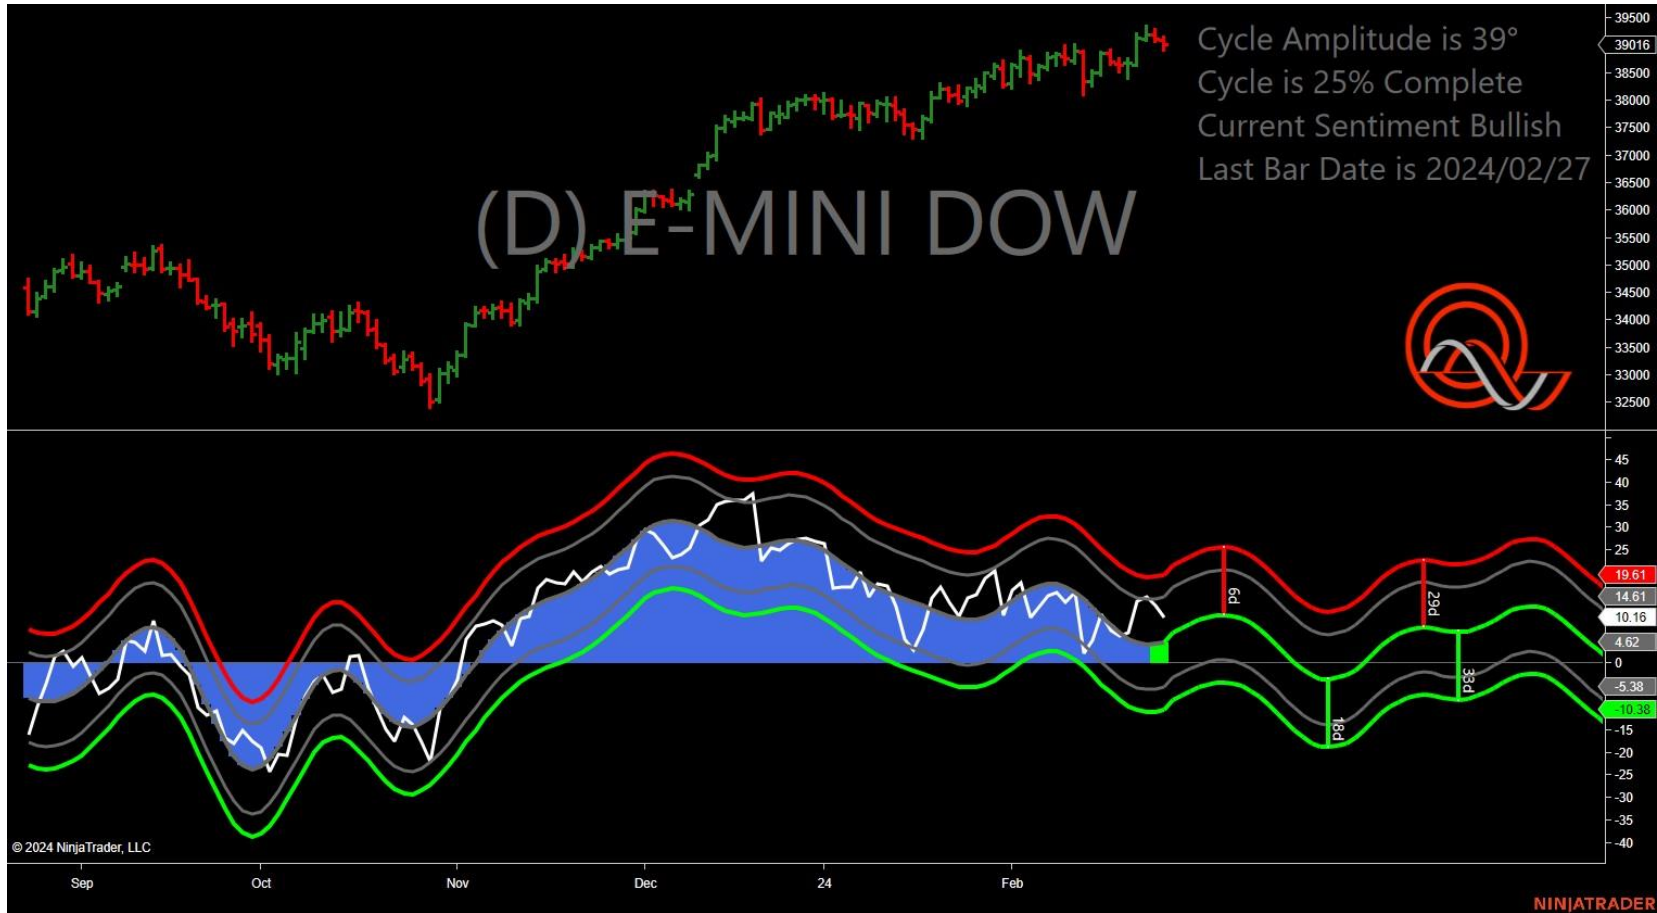 Cycle Amplitude is 39°
Cycle is 25% Complete
Current Sentiment Bullish
Last Bar Date is 2024/02/27
(D) E-MINI DOW
39500
39016
38500
38000
37500
37000
36500
36000
35500
35000
34500
34000
33500
33000
32500
45
40
35
30
25
19.61
14.61
10.16
4.62
0
-5.38
-10.38
-15
-20
-25
-30
-35
-40
6d
18d
29d
33d
© 2024 NinjaTrader, LLC
Sep Oct Nov Dec 24 Feb
NINJATRADER